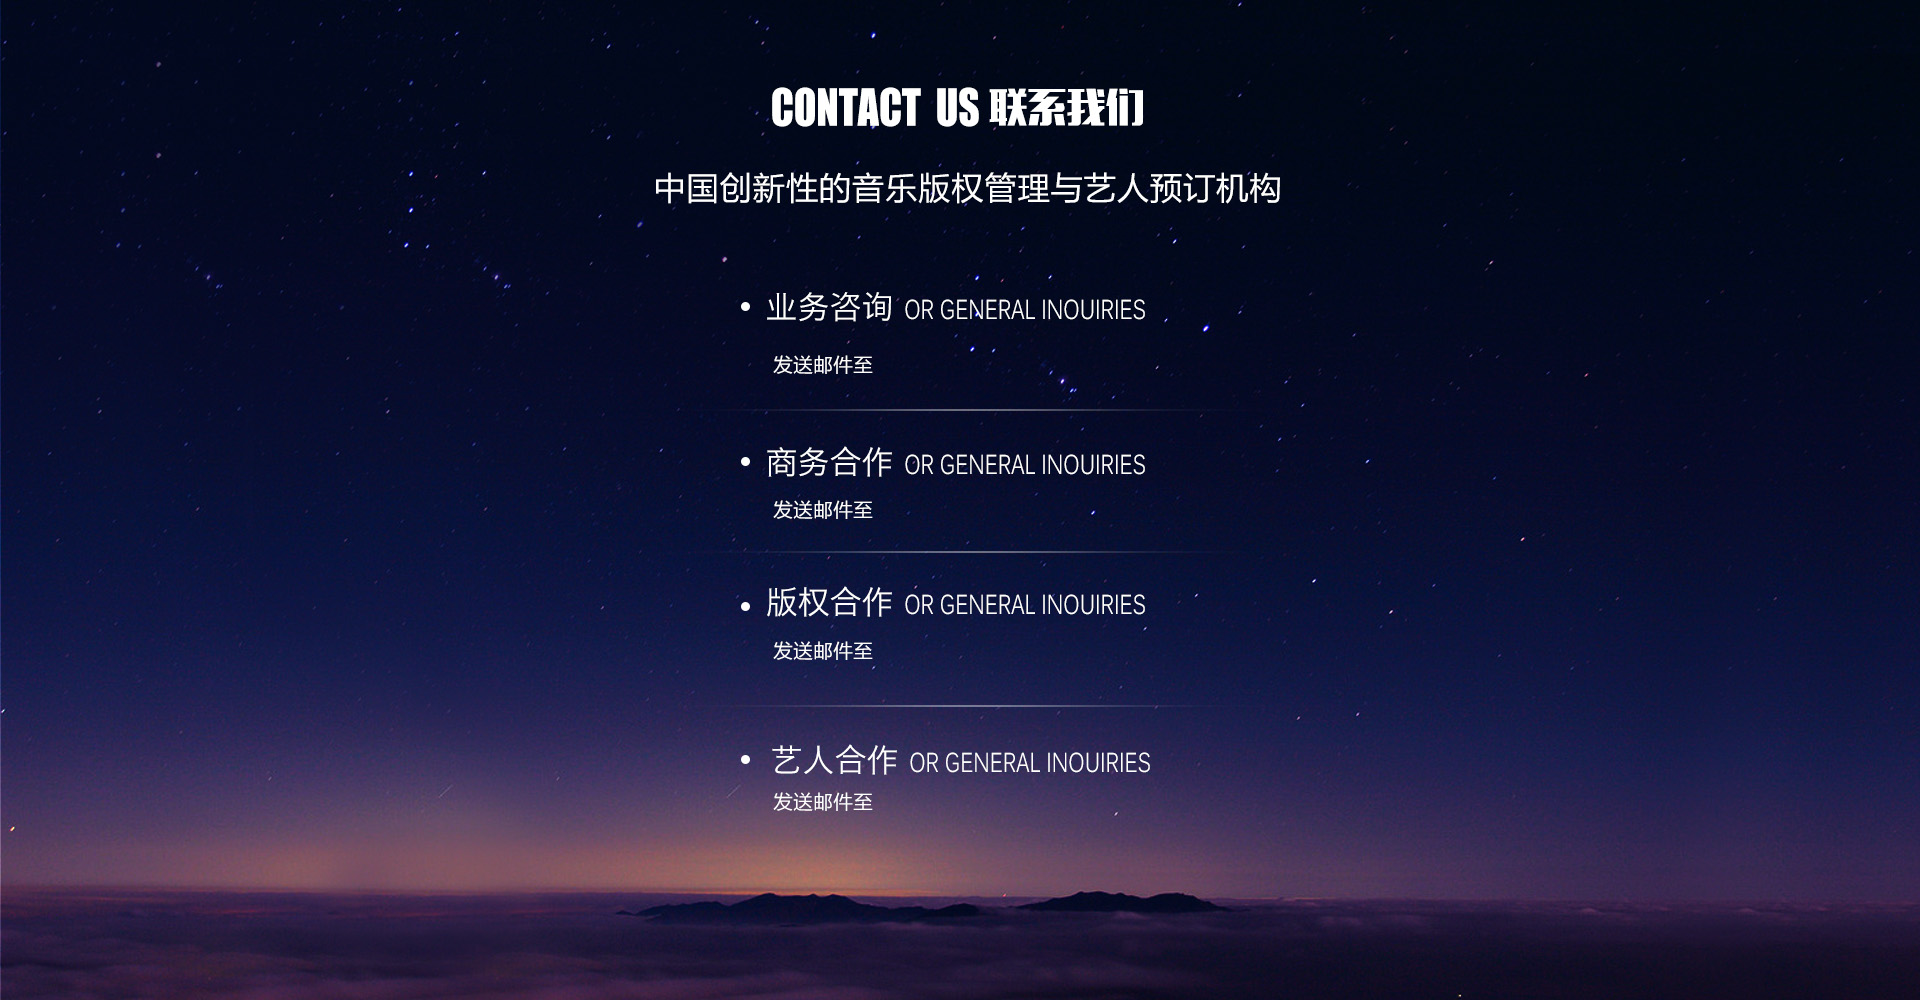 CONTACT US 联系我们
中国创新性的音乐版权管理与艺人预订机构
• 业务咨询 OR GENERAL INOUIRIES
发送邮件至
• 商务合作 OR GENERAL INOUIRIES
发送邮件至
• 版权合作 OR GENERAL INOUIRIES
发送邮件至
• 艺人合作 OR GENERAL INOUIRIES
发送邮件至